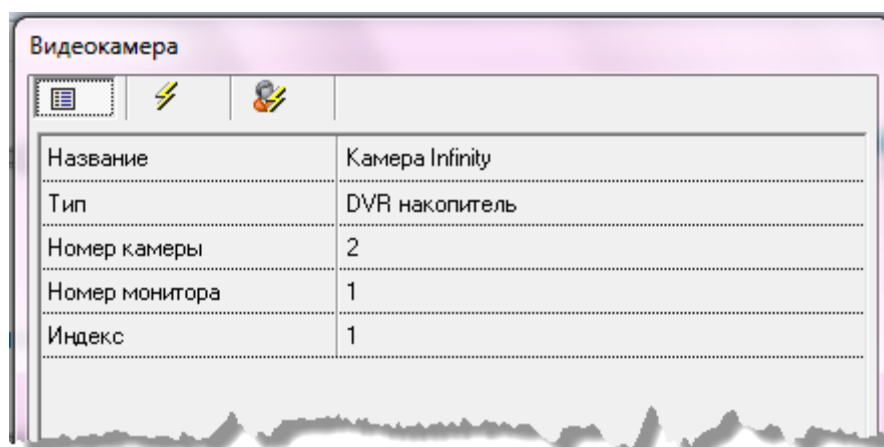 Видеокамера
Название Камера Infinity
Тип DVR накопитель
Номер камеры 2
Номер монитора 1
Индекс 1